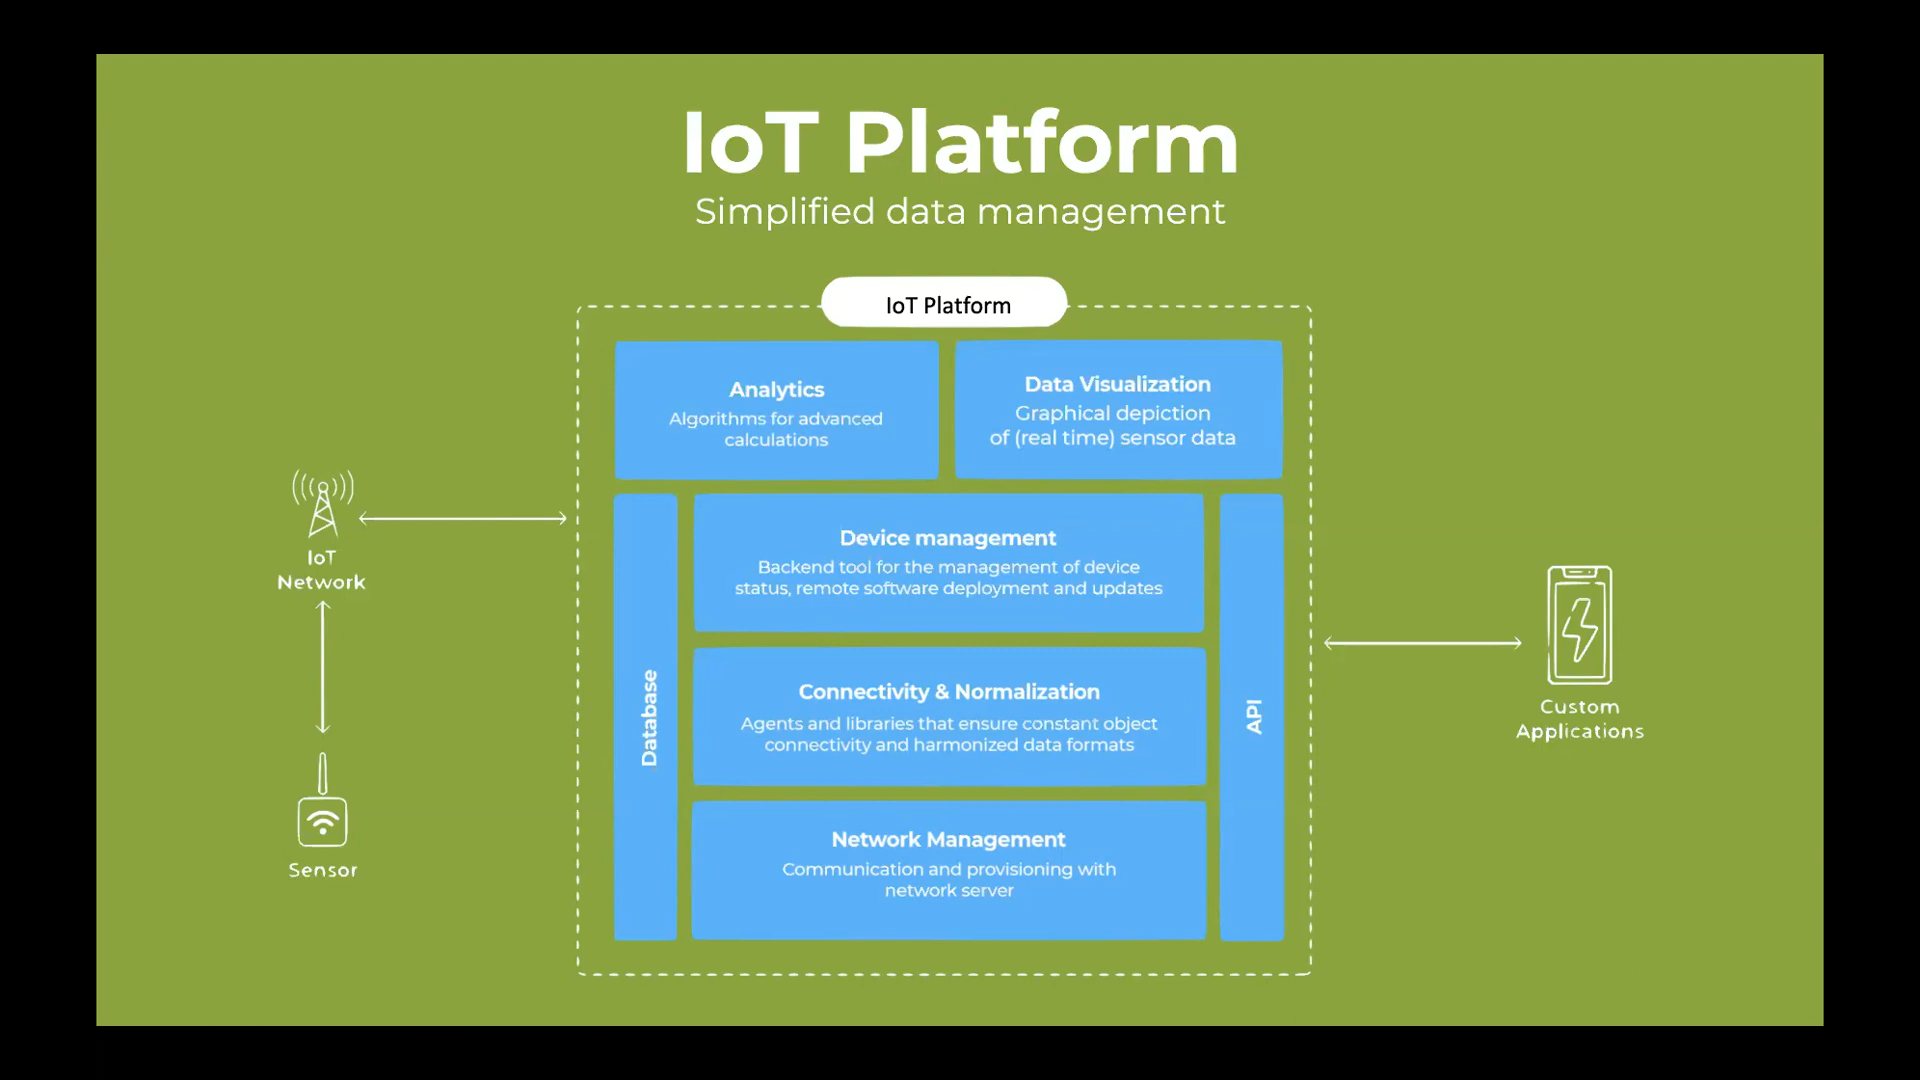 IoT Platform
Simplified data management
IoT Platform
Analytics
Algorithms for advanced
calculations
Data Visualization
Graphical depiction
of (real time) sensor data
IoT
Network
Sensor
Database
Device management
Backend tool for the management of device
status, remote software deployment and updates
Connectivity & Normalization
Agents and libraries that ensure constant object
connectivity and harmonized data formats
Network Management
Communication and provisioning with
network server
API
Custom
Applications